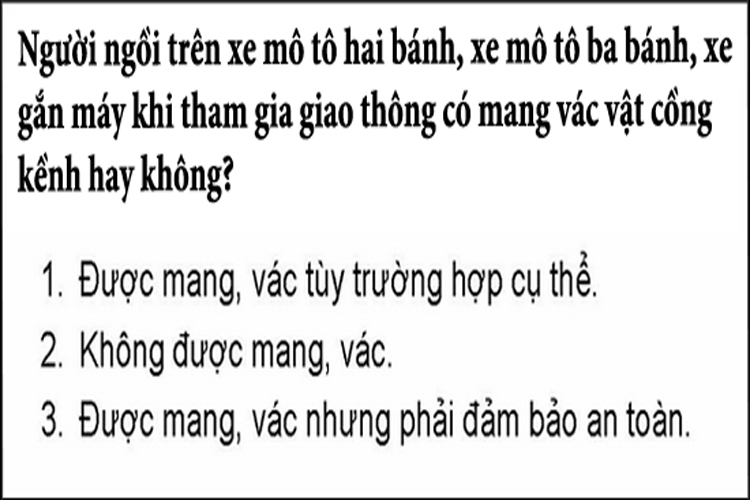 Người ngồi trên xe mô tô hai bánh, xe mô tô ba bánh, xe
gắn máy khi tham gia giao thông có mang vác vật cồng
kềnh hay không?
1. Được mang, vác tùy trường hợp cụ thể.
2. Không được mang, vác.
3. Được mang, vác nhưng phải đảm bảo an toàn.